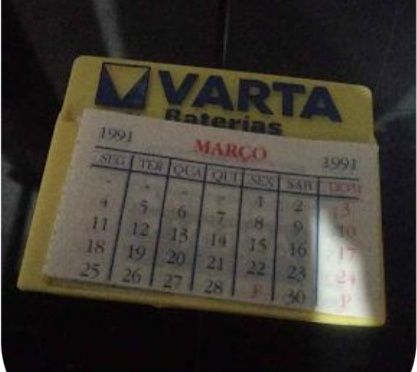 VARTA
Baterias
1991 MARÇO 1991
SEG TER QUA QUI SEX SAB DOM
- - - - 1 2 3
4 5 6 7 8 9 10
11 12 13 14 15 16 17
18 19 20 21 22 23 24
25 26 27 28 F 30 P